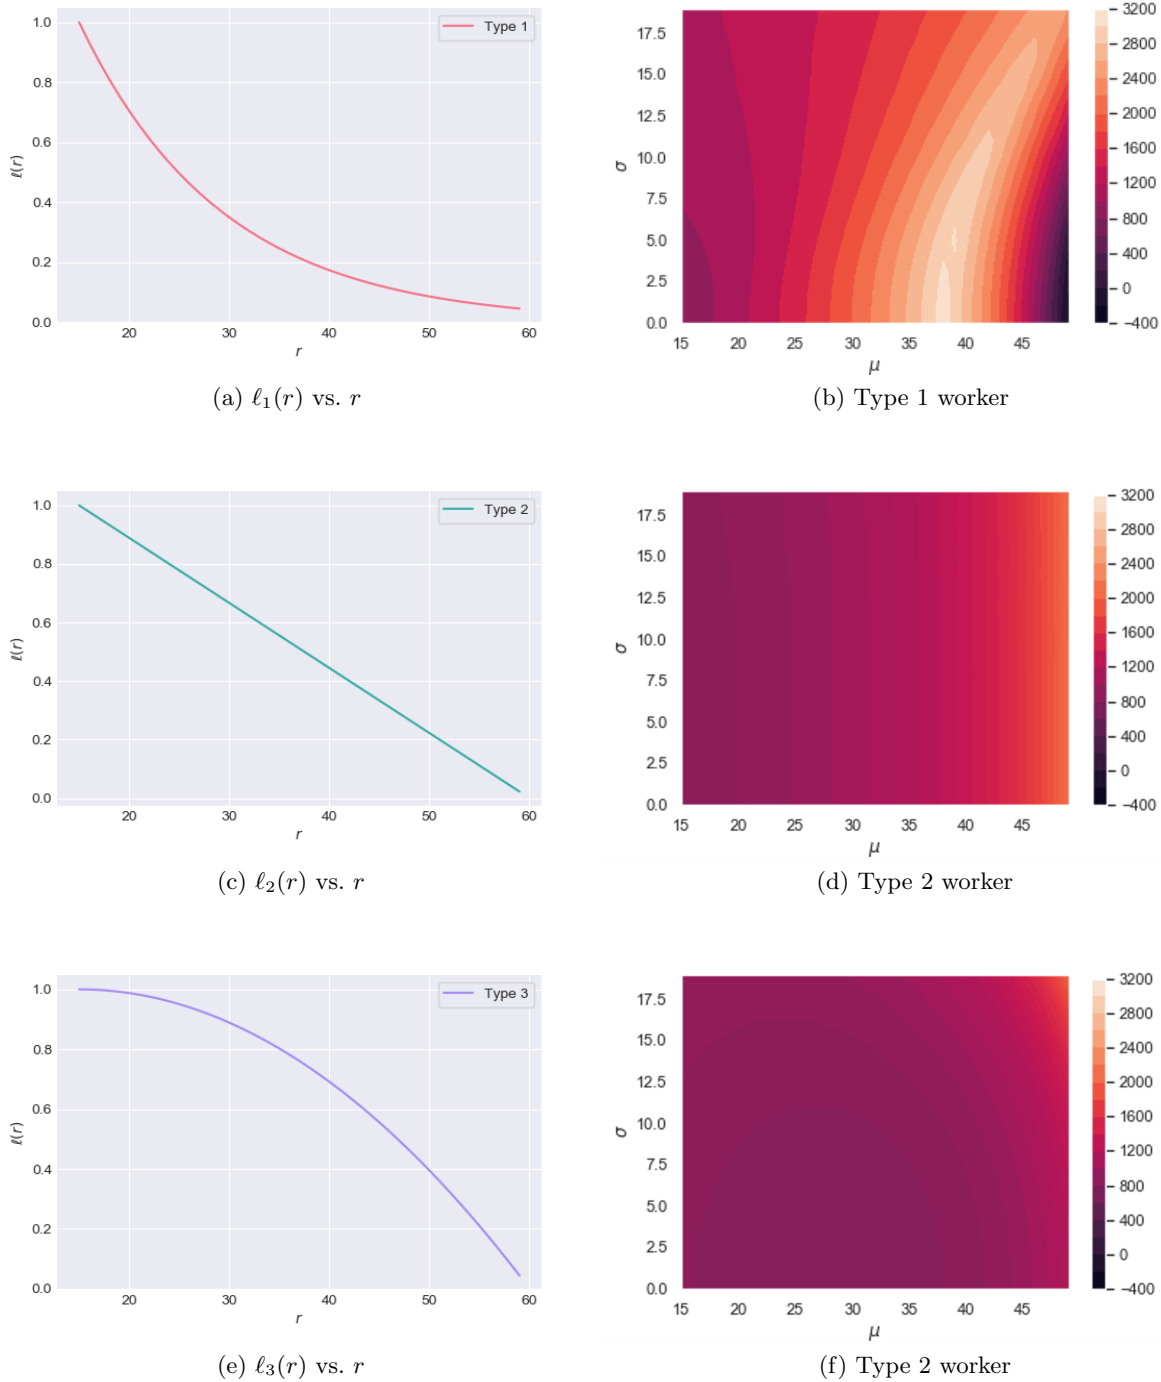 1.0
0.8
0.6
0.4
0.2
0.0
ℓ(r)
20 30 40 50 60
r
Type 1
(a) ℓ₁(r) vs. r
17.5
15.0
12.5
10.0
7.5
5.0
2.5
0.0
σ
15 20 25 30 35 40 45
μ
3200
2800
2400
2000
1600
1200
800
400
0
−400
(b) Type 1 worker
1.0
0.8
0.6
0.4
0.2
0.0
ℓ(r)
20 30 40 50 60
r
Type 2
(c) ℓ₂(r) vs. r
17.5
15.0
12.5
10.0
7.5
5.0
2.5
0.0
σ
15 20 25 30 35 40 45
μ
3200
2800
2400
2000
1600
1200
800
400
0
−400
(d) Type 2 worker
1.0
0.8
0.6
0.4
0.2
0.0
ℓ(r)
20 30 40 50 60
r
Type 3
(e) ℓ₃(r) vs. r
17.5
15.0
12.5
10.0
7.5
5.0
2.5
0.0
σ
15 20 25 30 35 40 45
μ
3200
2800
2400
2000
1600
1200
800
400
0
−400
(f) Type 2 worker